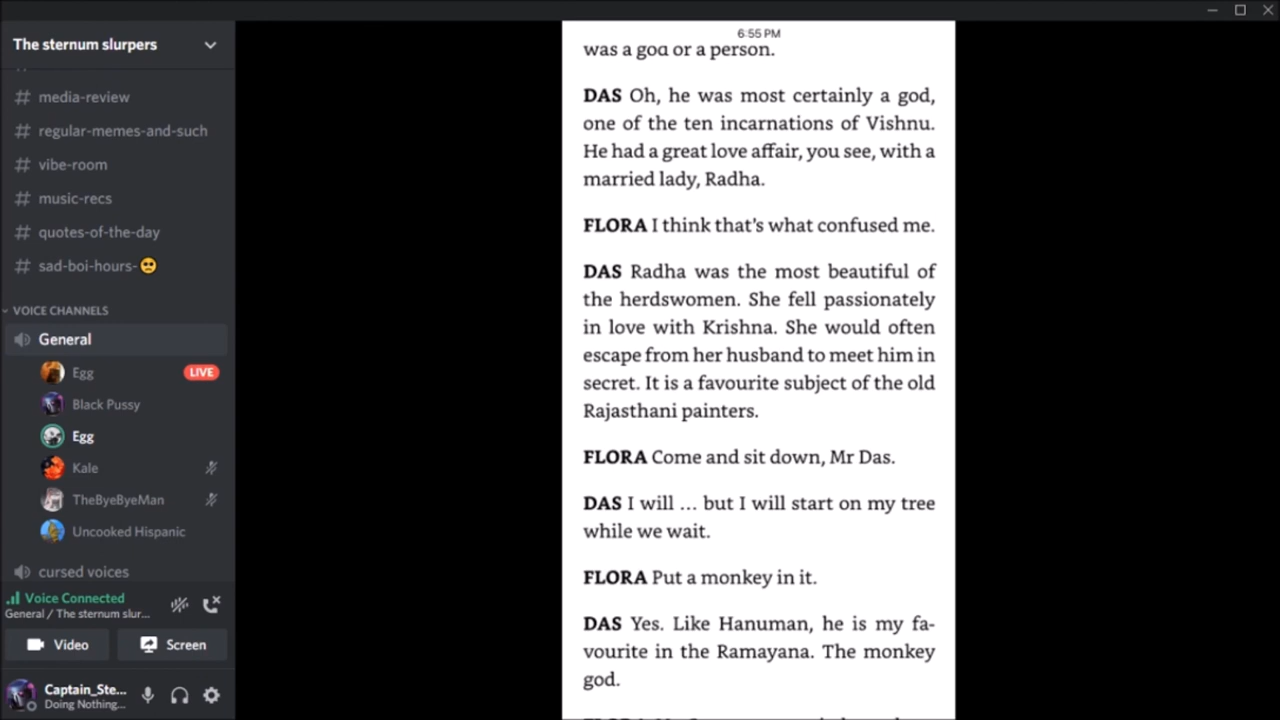 The sternum slurpers
# media-review
# regular-memes-and-such
# vibe-room
# music-recs
# quotes-of-the-day
# sad-boi-hours-🥺
VOICE CHANNELS
General
Egg LIVE
Black Pussy
Egg
Kale
TheByeByeMan
Uncooked Hispanic
cursed voices
Voice Connected
General / The sternum slur...
Video Screen
Captain_Ste...
Doing Nothing...
6:55 PM
was a god or a person.
DAS Oh, he was most certainly a god,
one of the ten incarnations of Vishnu.
He had a great love affair, you see, with a
married lady, Radha.
FLORA I think that's what confused me.
DAS Radha was the most beautiful of
the herdswomen. She fell passionately
in love with Krishna. She would often
escape from her husband to meet him in
secret. It is a favourite subject of the old
Rajasthani painters.
FLORA Come and sit down, Mr Das.
DAS I will ... but I will start on my tree
while we wait.
FLORA Put a monkey in it.
DAS Yes. Like Hanuman, he is my fa-
vourite in the Ramayana. The monkey
god.